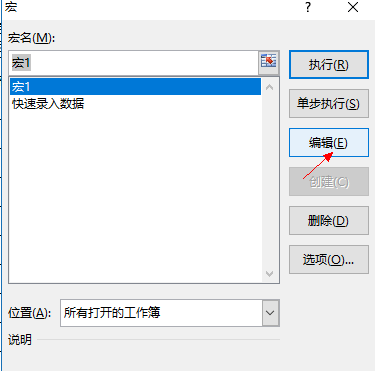 宏
?
宏名(M):
宏1
执行(R)
宏1
快速录入数据
单步执行(S)
编辑(E)
创建(C)
删除(D)
选项(O)...
位置(A):
所有打开的工作簿
说明